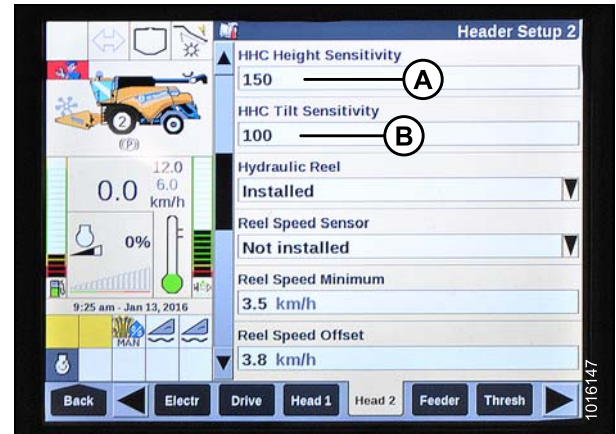 Header Setup 2
HHC Height Sensitivity
150
A
HHC Tilt Sensitivity
100
B
Hydraulic Reel
Installed
Reel Speed Sensor
Not installed
Reel Speed Minimum
3.5 km/h
Reel Speed Offset
3.8 km/h
2
(P)
12.0
0.0 6.0
km/h
0%
9:25 am - Jan 13, 2016
MAN
Back Electr Drive Head 1 Head 2 Feeder Thresh
1016147